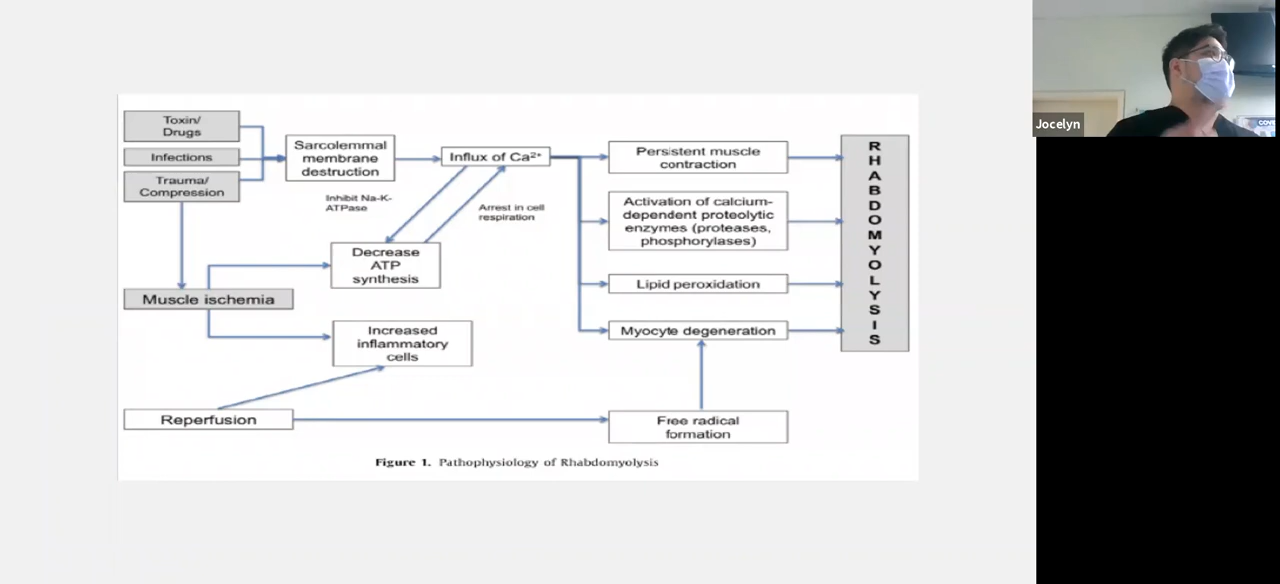 Toxin/
Drugs
Infections
Trauma/
Compression
Sarcolemmal
membrane
destruction
Influx of Ca²⁺
Inhibit Na-K-
ATPase
Arrest in cell
respiration
Decrease
ATP
synthesis
Muscle ischemia
Increased
inflammatory
cells
Reperfusion
Persistent muscle
contraction
Activation of calcium-
dependent proteolytic
enzymes (proteases,
phosphorylases)
Lipid peroxidation
Myocyte degeneration
Free radical
formation
R
H
A
B
D
O
M
Y
O
L
Y
S
I
S
Figure 1. Pathophysiology of Rhabdomyolysis
Jocelyn